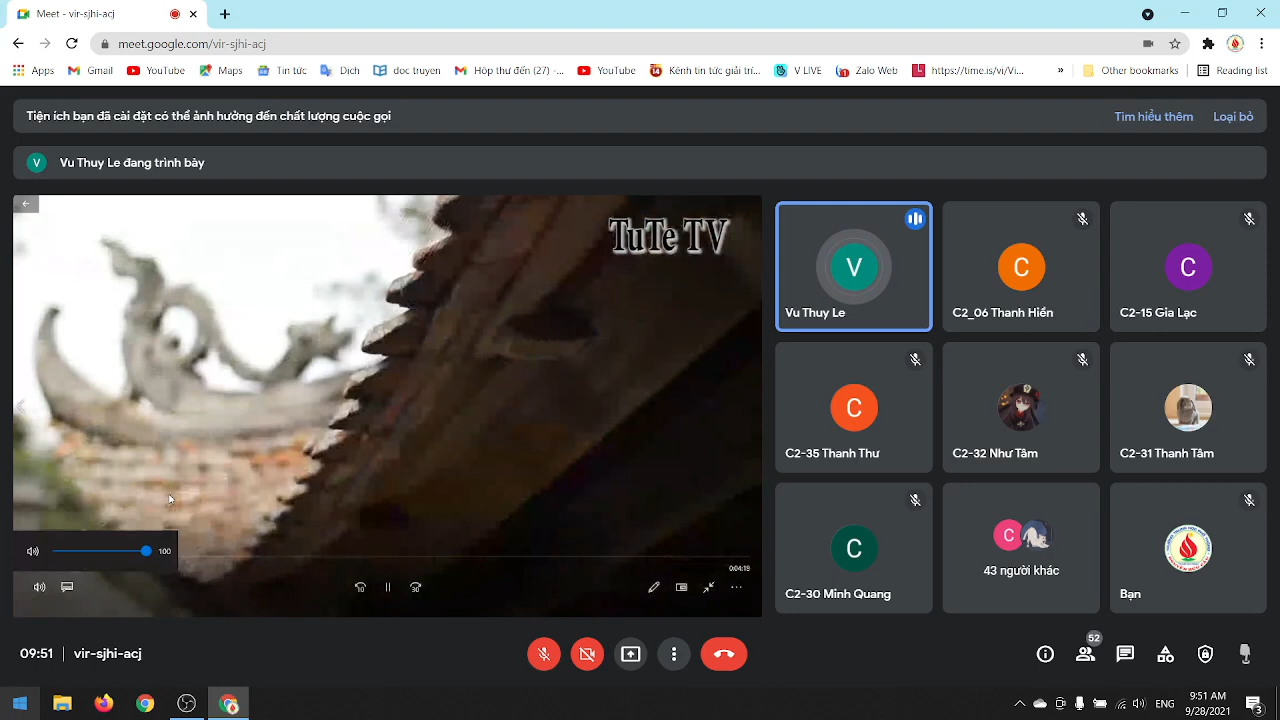 Meet - vir-sjhi-acj
meet.google.com/vir-sjhi-acj
Apps Gmail YouTube Maps Tin tức Dịch doc truyen Hộp thư đến (27) -... YouTube Kênh tin tức giải trí... V LIVE Zalo Web https://time.is/vi/Vi... » Other bookmarks Reading list
Tiện ích bạn đã cài đặt có thể ảnh hưởng đến chất lượng cuộc gọi Tìm hiểu thêm Loại bỏ
V Vu Thuy Le đang trình bày
TuTe TV
V
Vu Thuy Le
C
C2_06 Thanh Hiền
C
C2-15 Gia Lạc
C
C2-35 Thanh Thư
C2-32 Như Tâm
C2-31 Thanh Tâm
C
C2-30 Minh Quang
C
43 người khác
Bạn
100
0:04:19
10
30
09:51 | vir-sjhi-acj
52
ENG
9:51 AM
9/28/2021
3